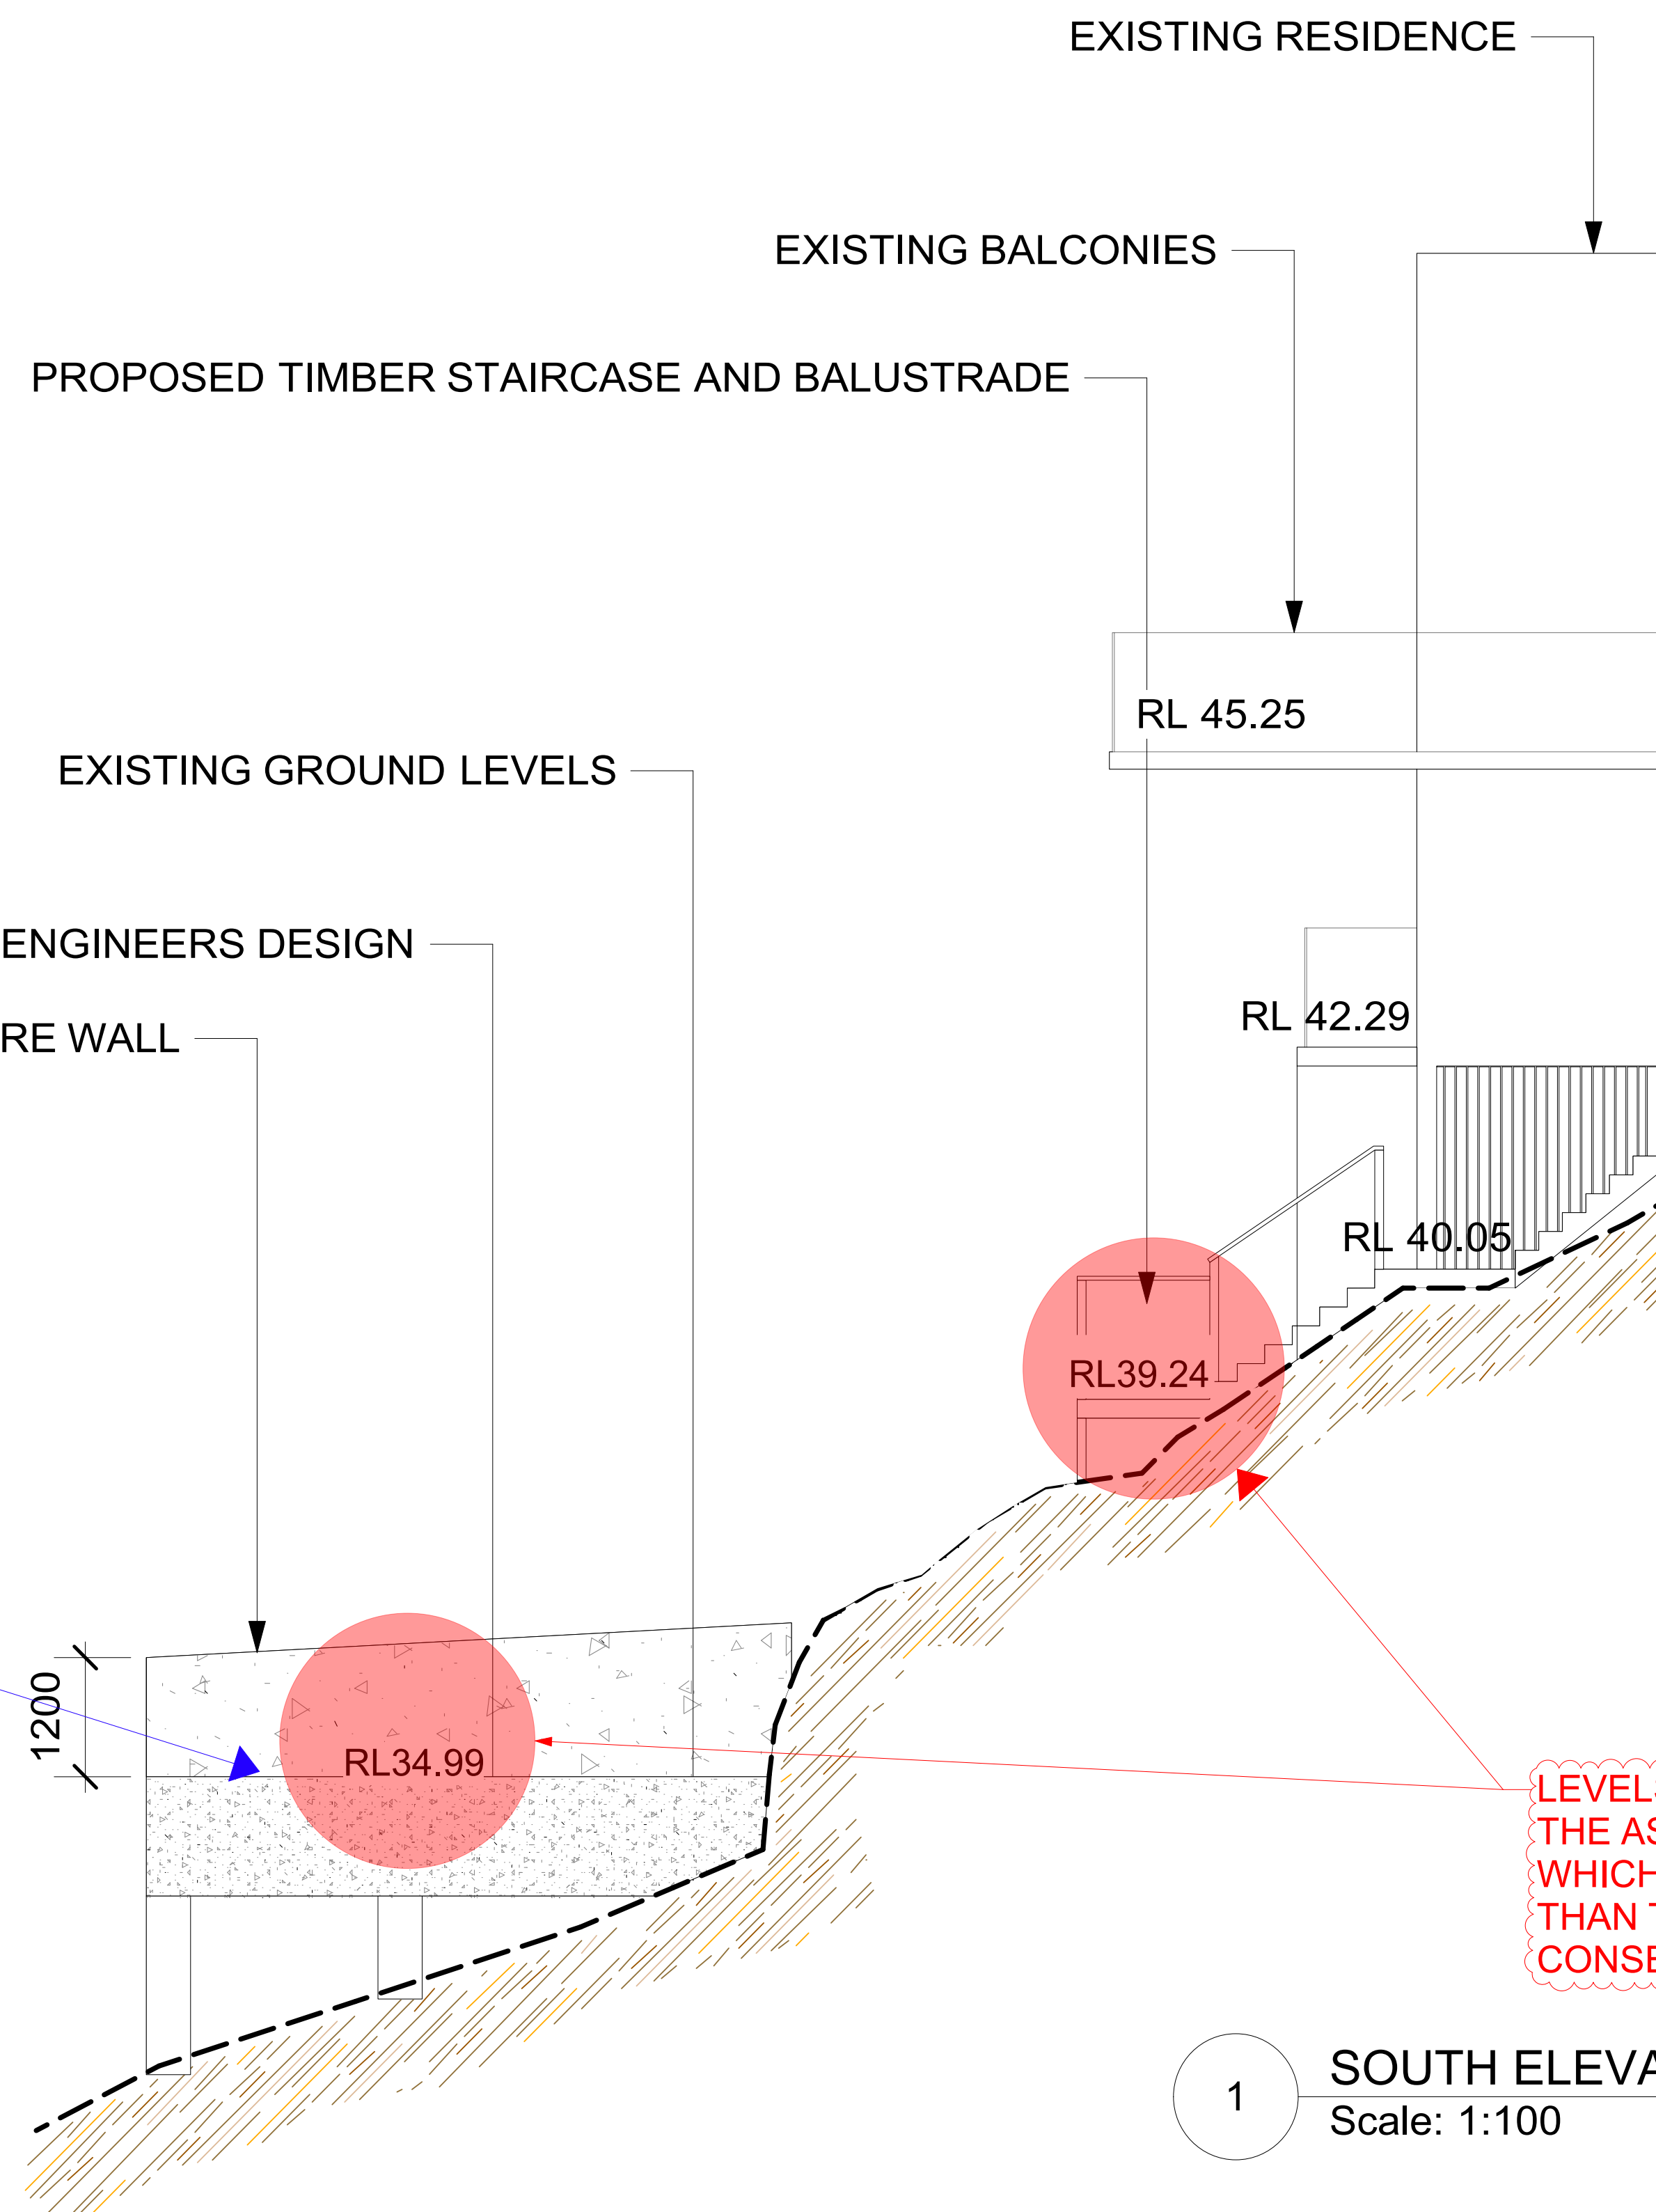 EXISTING RESIDENCE
EXISTING BALCONIES
PROPOSED TIMBER STAIRCASE AND BALUSTRADE
RL 45.25
EXISTING GROUND LEVELS
ENGINEERS DESIGN
RL 42.29
RE WALL
RL 40.05
RL39.24
1200
RL34.99
LEVELS
THE AS
WHICH
THAN T
CONSE
1
SOUTH ELEVA
Scale: 1:100